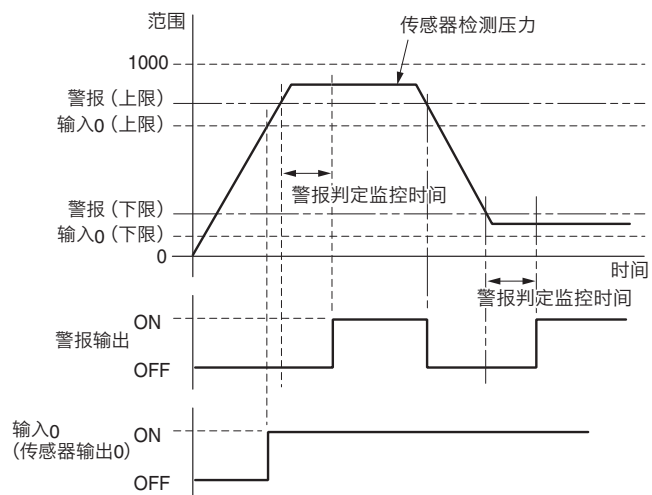 范围
传感器检测压力
1000
警报（上限）
输入0（上限）
警报判定监控时间
警报（下限）
输入0（下限）
0
时间
警报判定监控时间
ON
警报输出
OFF
输入0
（传感器输出0）
ON
OFF